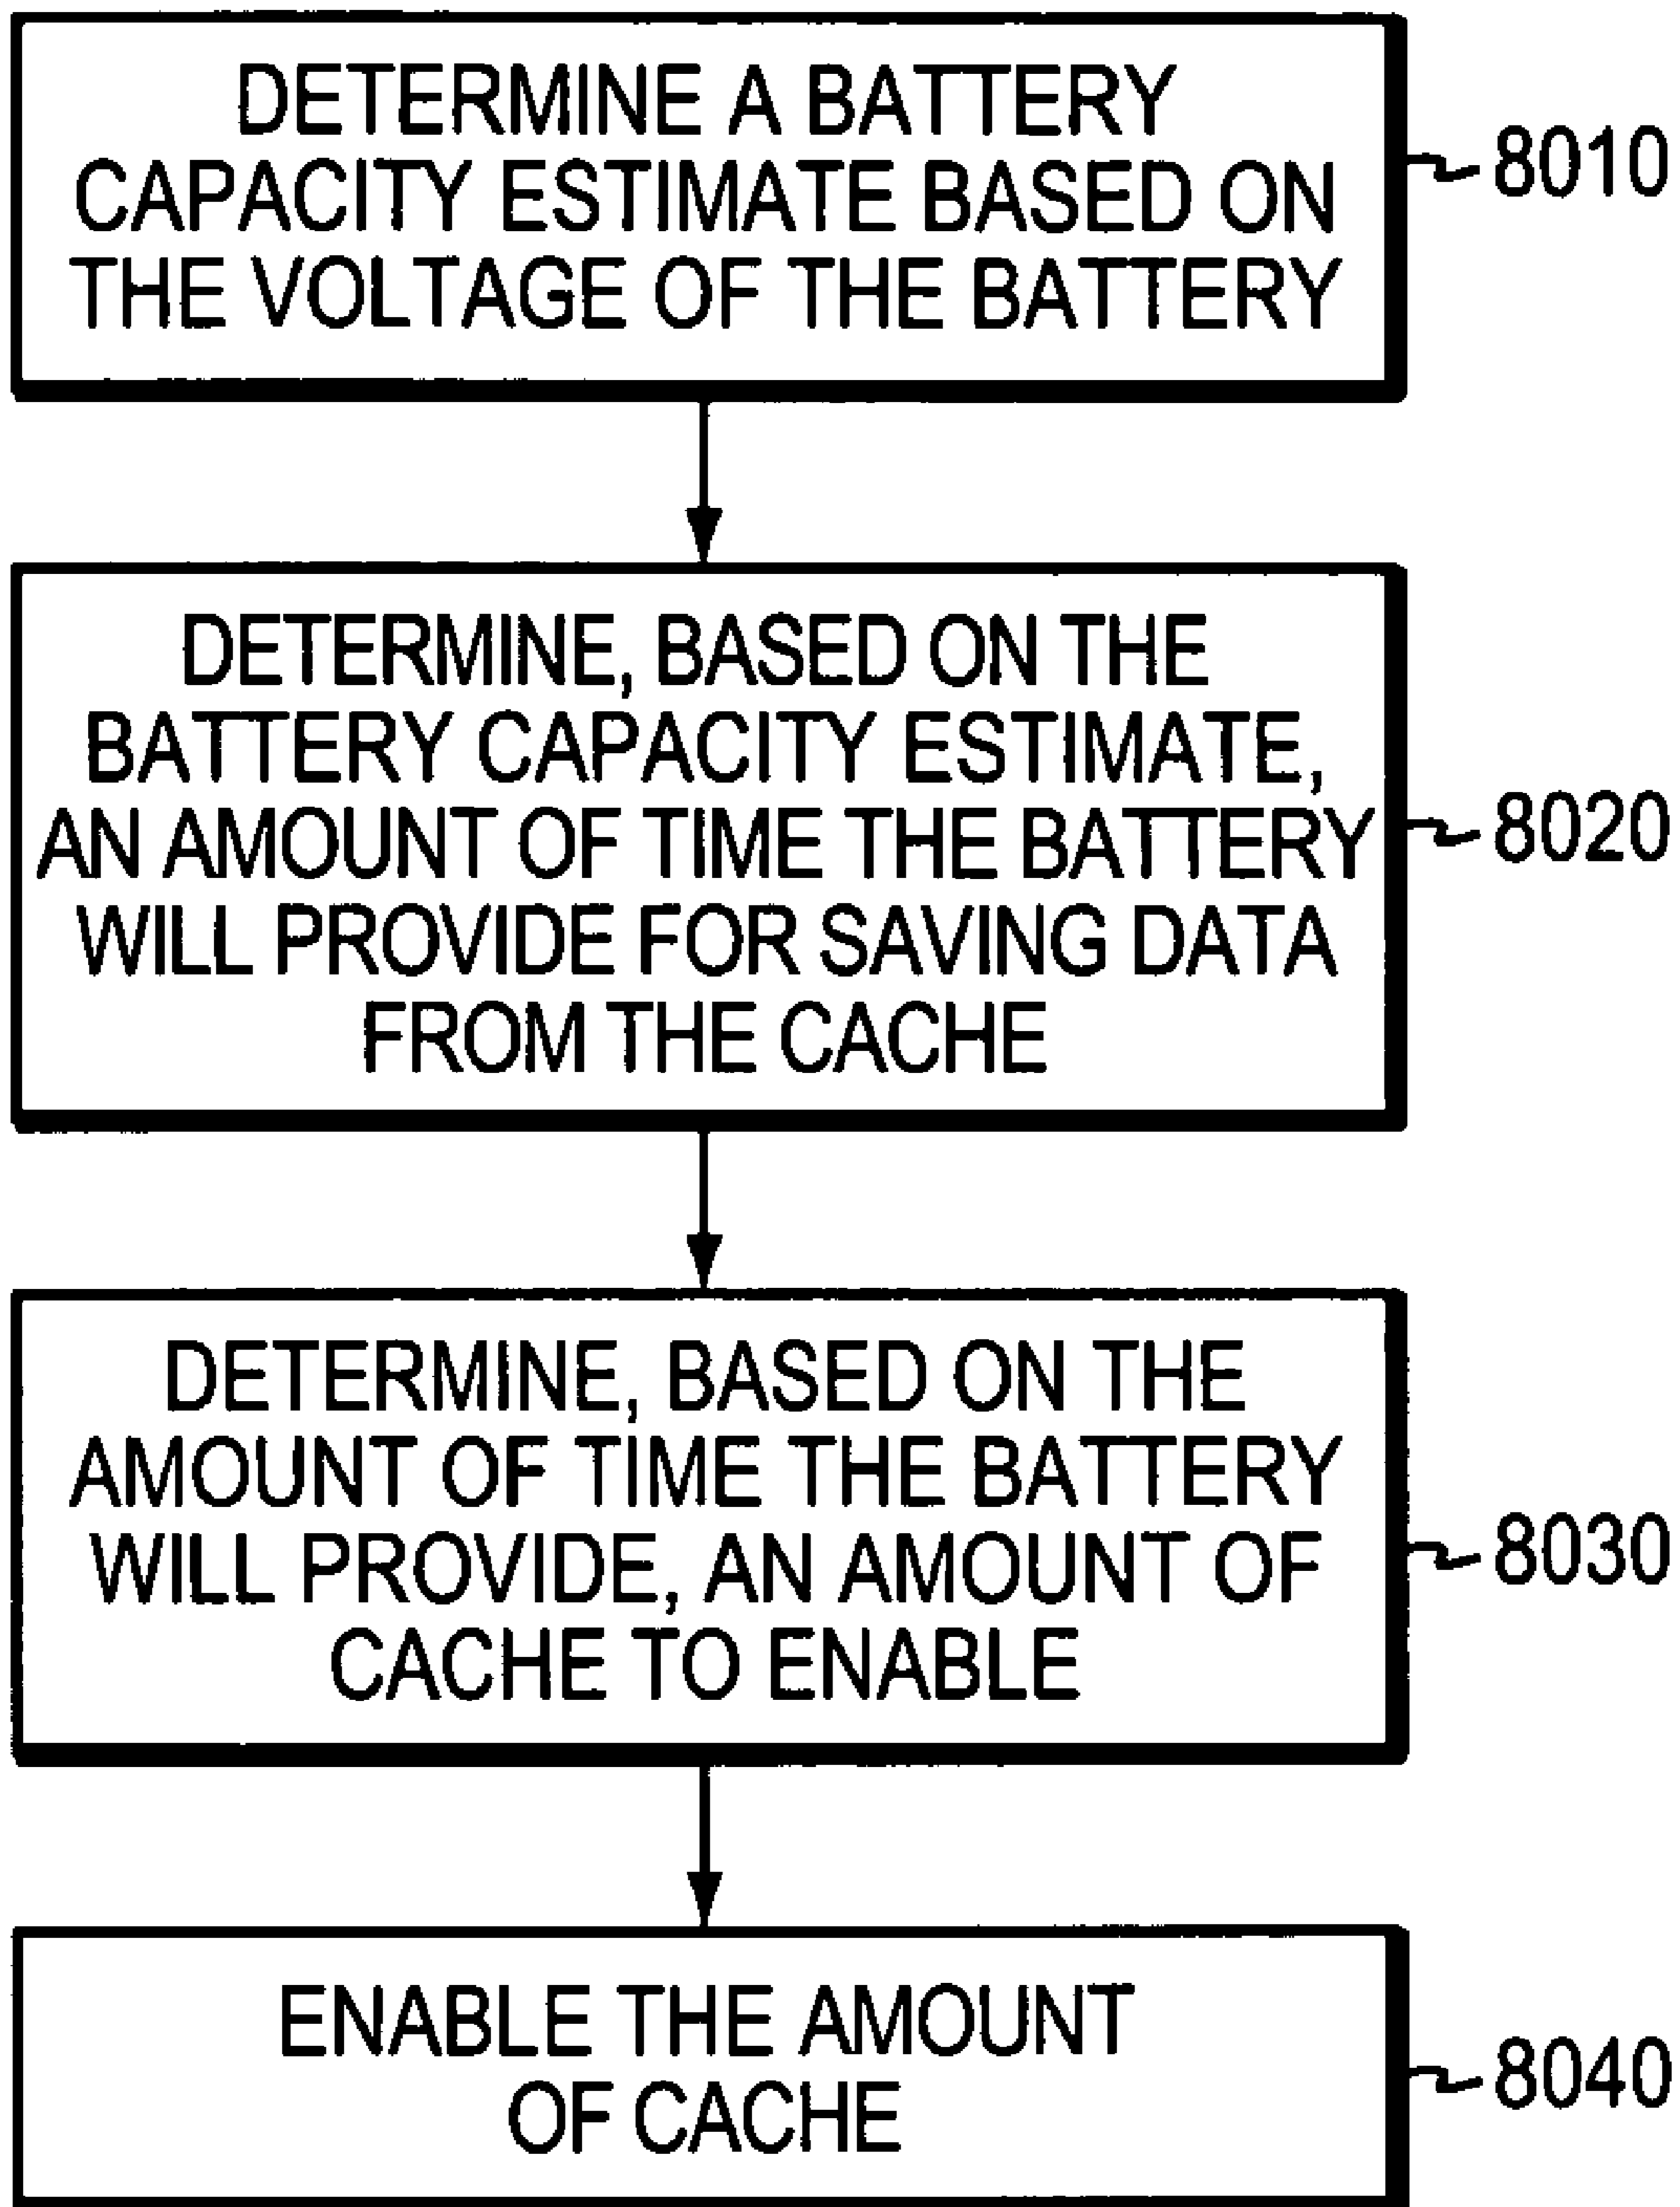 DETERMINE A BATTERY
CAPACITY ESTIMATE BASED ON
THE VOLTAGE OF THE BATTERY
8010
DETERMINE, BASED ON THE
BATTERY CAPACITY ESTIMATE,
AN AMOUNT OF TIME THE BATTERY
WILL PROVIDE FOR SAVING DATA
FROM THE CACHE
8020
DETERMINE, BASED ON THE
AMOUNT OF TIME THE BATTERY
WILL PROVIDE, AN AMOUNT OF
CACHE TO ENABLE
8030
ENABLE THE AMOUNT
OF CACHE
8040